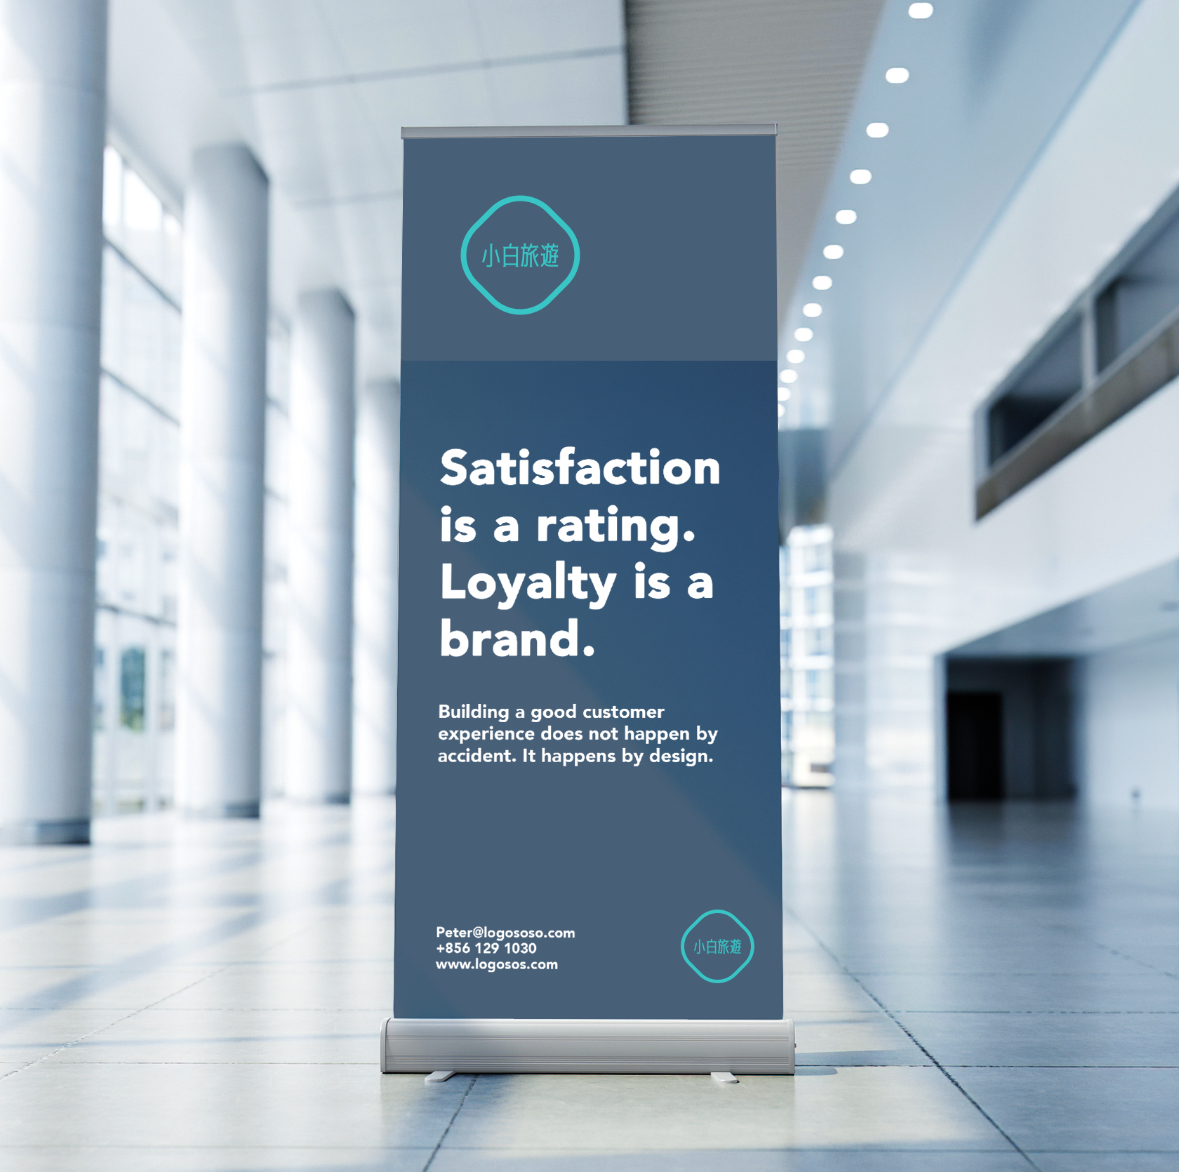 小白旅遊
Satisfaction
is a rating.
Loyalty is a
brand.
Building a good customer
experience does not happen by
accident. It happens by design.
Peter@logososo.com
+856 129 1030
www.logosos.com
小白旅遊